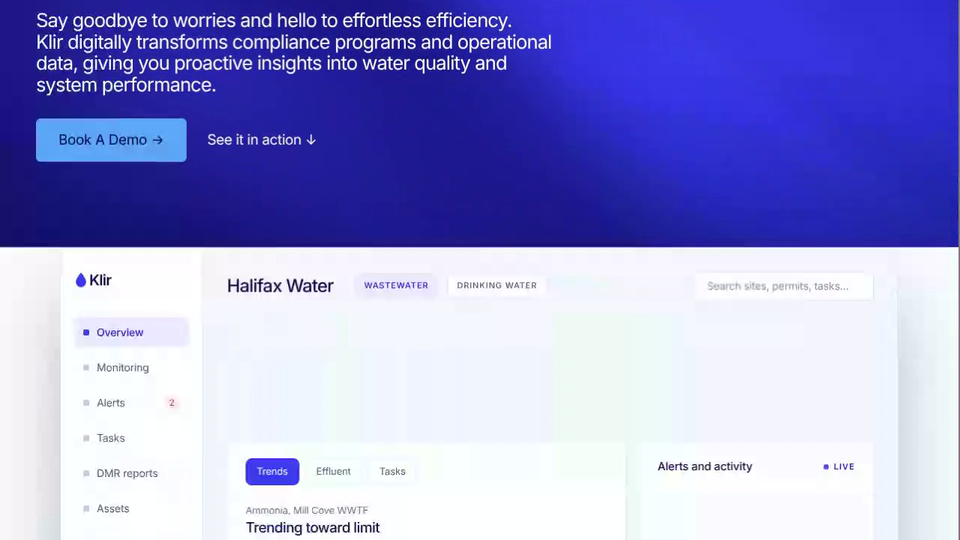 Say goodbye to worries and hello to effortless efficiency.
Klir digitally transforms compliance programs and operational
data, giving you proactive insights into water quality and
system performance.
Book A Demo →
See it in action ↓
Klir
Halifax Water
WASTEWATER
DRINKING WATER
Search sites, permits, tasks...
Overview
Monitoring
Alerts
2
Tasks
DMR reports
Assets
Trends
Effluent
Tasks
Ammonia, Mill Cove WWTF
Trending toward limit
Alerts and activity
LIVE